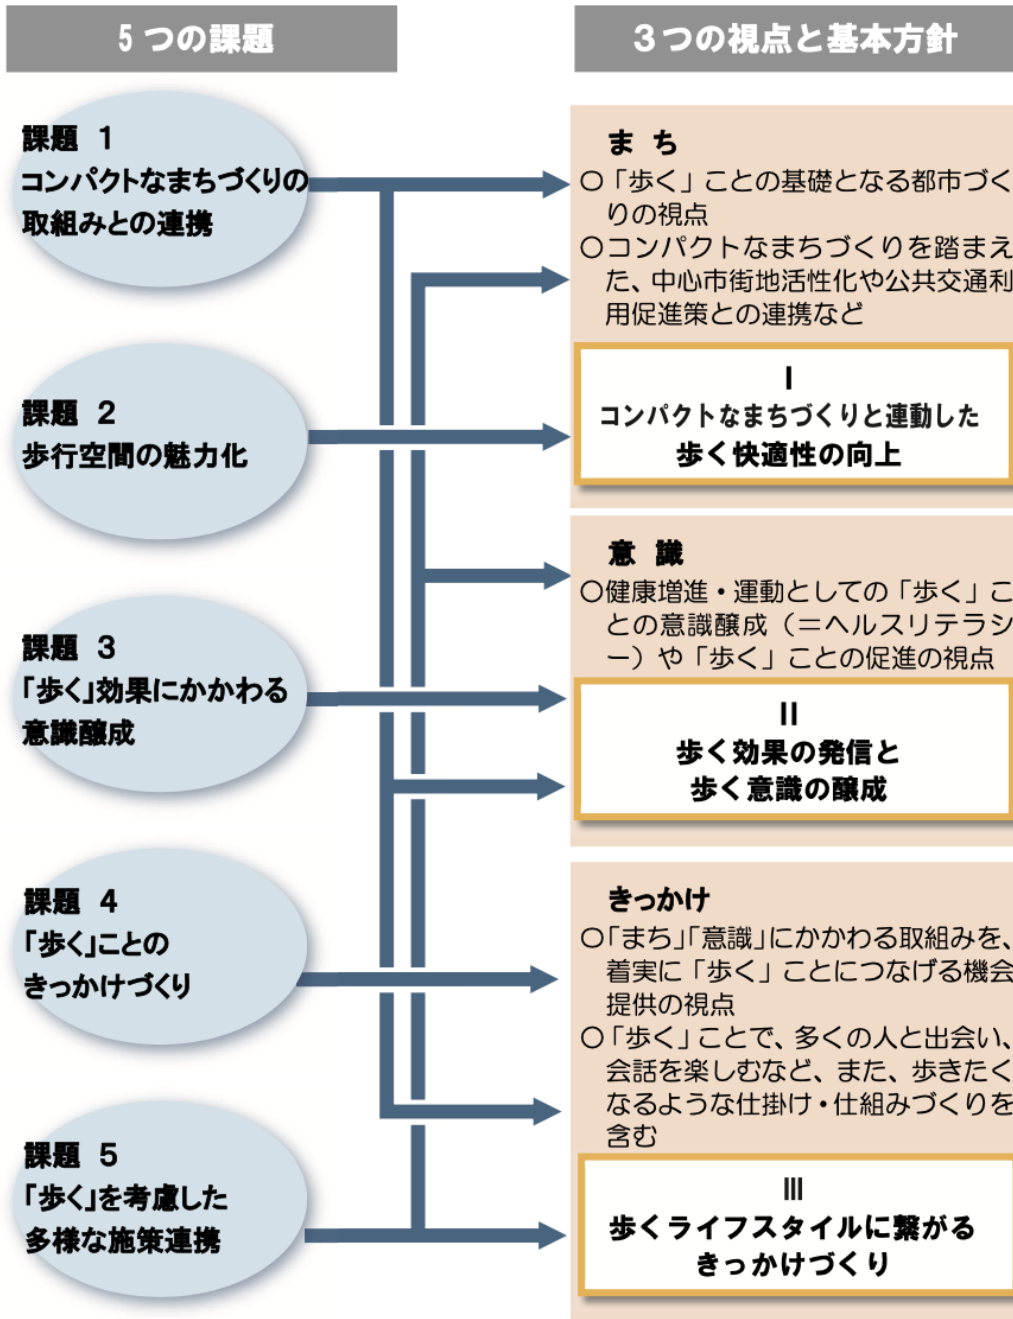 5つの課題
課題 1
コンパクトなまちづくりの
取組みとの連携
課題 2
歩行空間の魅力化
課題 3
「歩く」効果にかかわる
意識醸成
課題 4
「歩く」ことの
きっかけづくり
課題 5
「歩く」を考慮した
多様な施策連携
３つの視点と基本方針
まち
○「歩く」ことの基礎となる都市づく
りの視点
○コンパクトなまちづくりを踏まえ
た、中心市街地活性化や公共交通利
用促進策との連携など
Ⅰ
コンパクトなまちづくりと連動した
歩く快適性の向上
意識
○健康増進・運動としての「歩く」こ
との意識醸成（＝ヘルスリテラシ
ー）や「歩く」ことの促進の視点
Ⅱ
歩く効果の発信と
歩く意識の醸成
きっかけ
○「まち」「意識」にかかわる取組みを、
着実に「歩く」ことにつなげる機会
提供の視点
○「歩く」ことで、多くの人と出会い、
会話を楽しむなど、また、歩きたく
なるような仕掛け・仕組みづくりを
含む
Ⅲ
歩くライフスタイルに繋がる
きっかけづくり